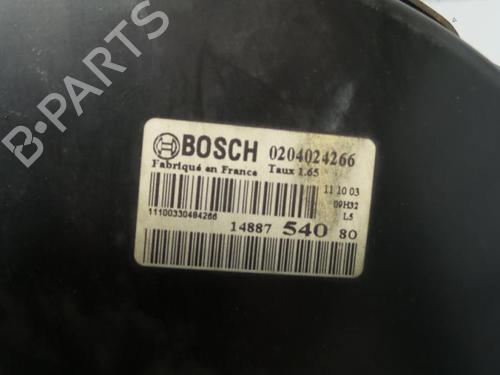 BOSCH 0204024266
Fabriqué en France Taux 1.65
11 10 03
09H32
L5
11100330484266
14887 540 80
B-PARTS